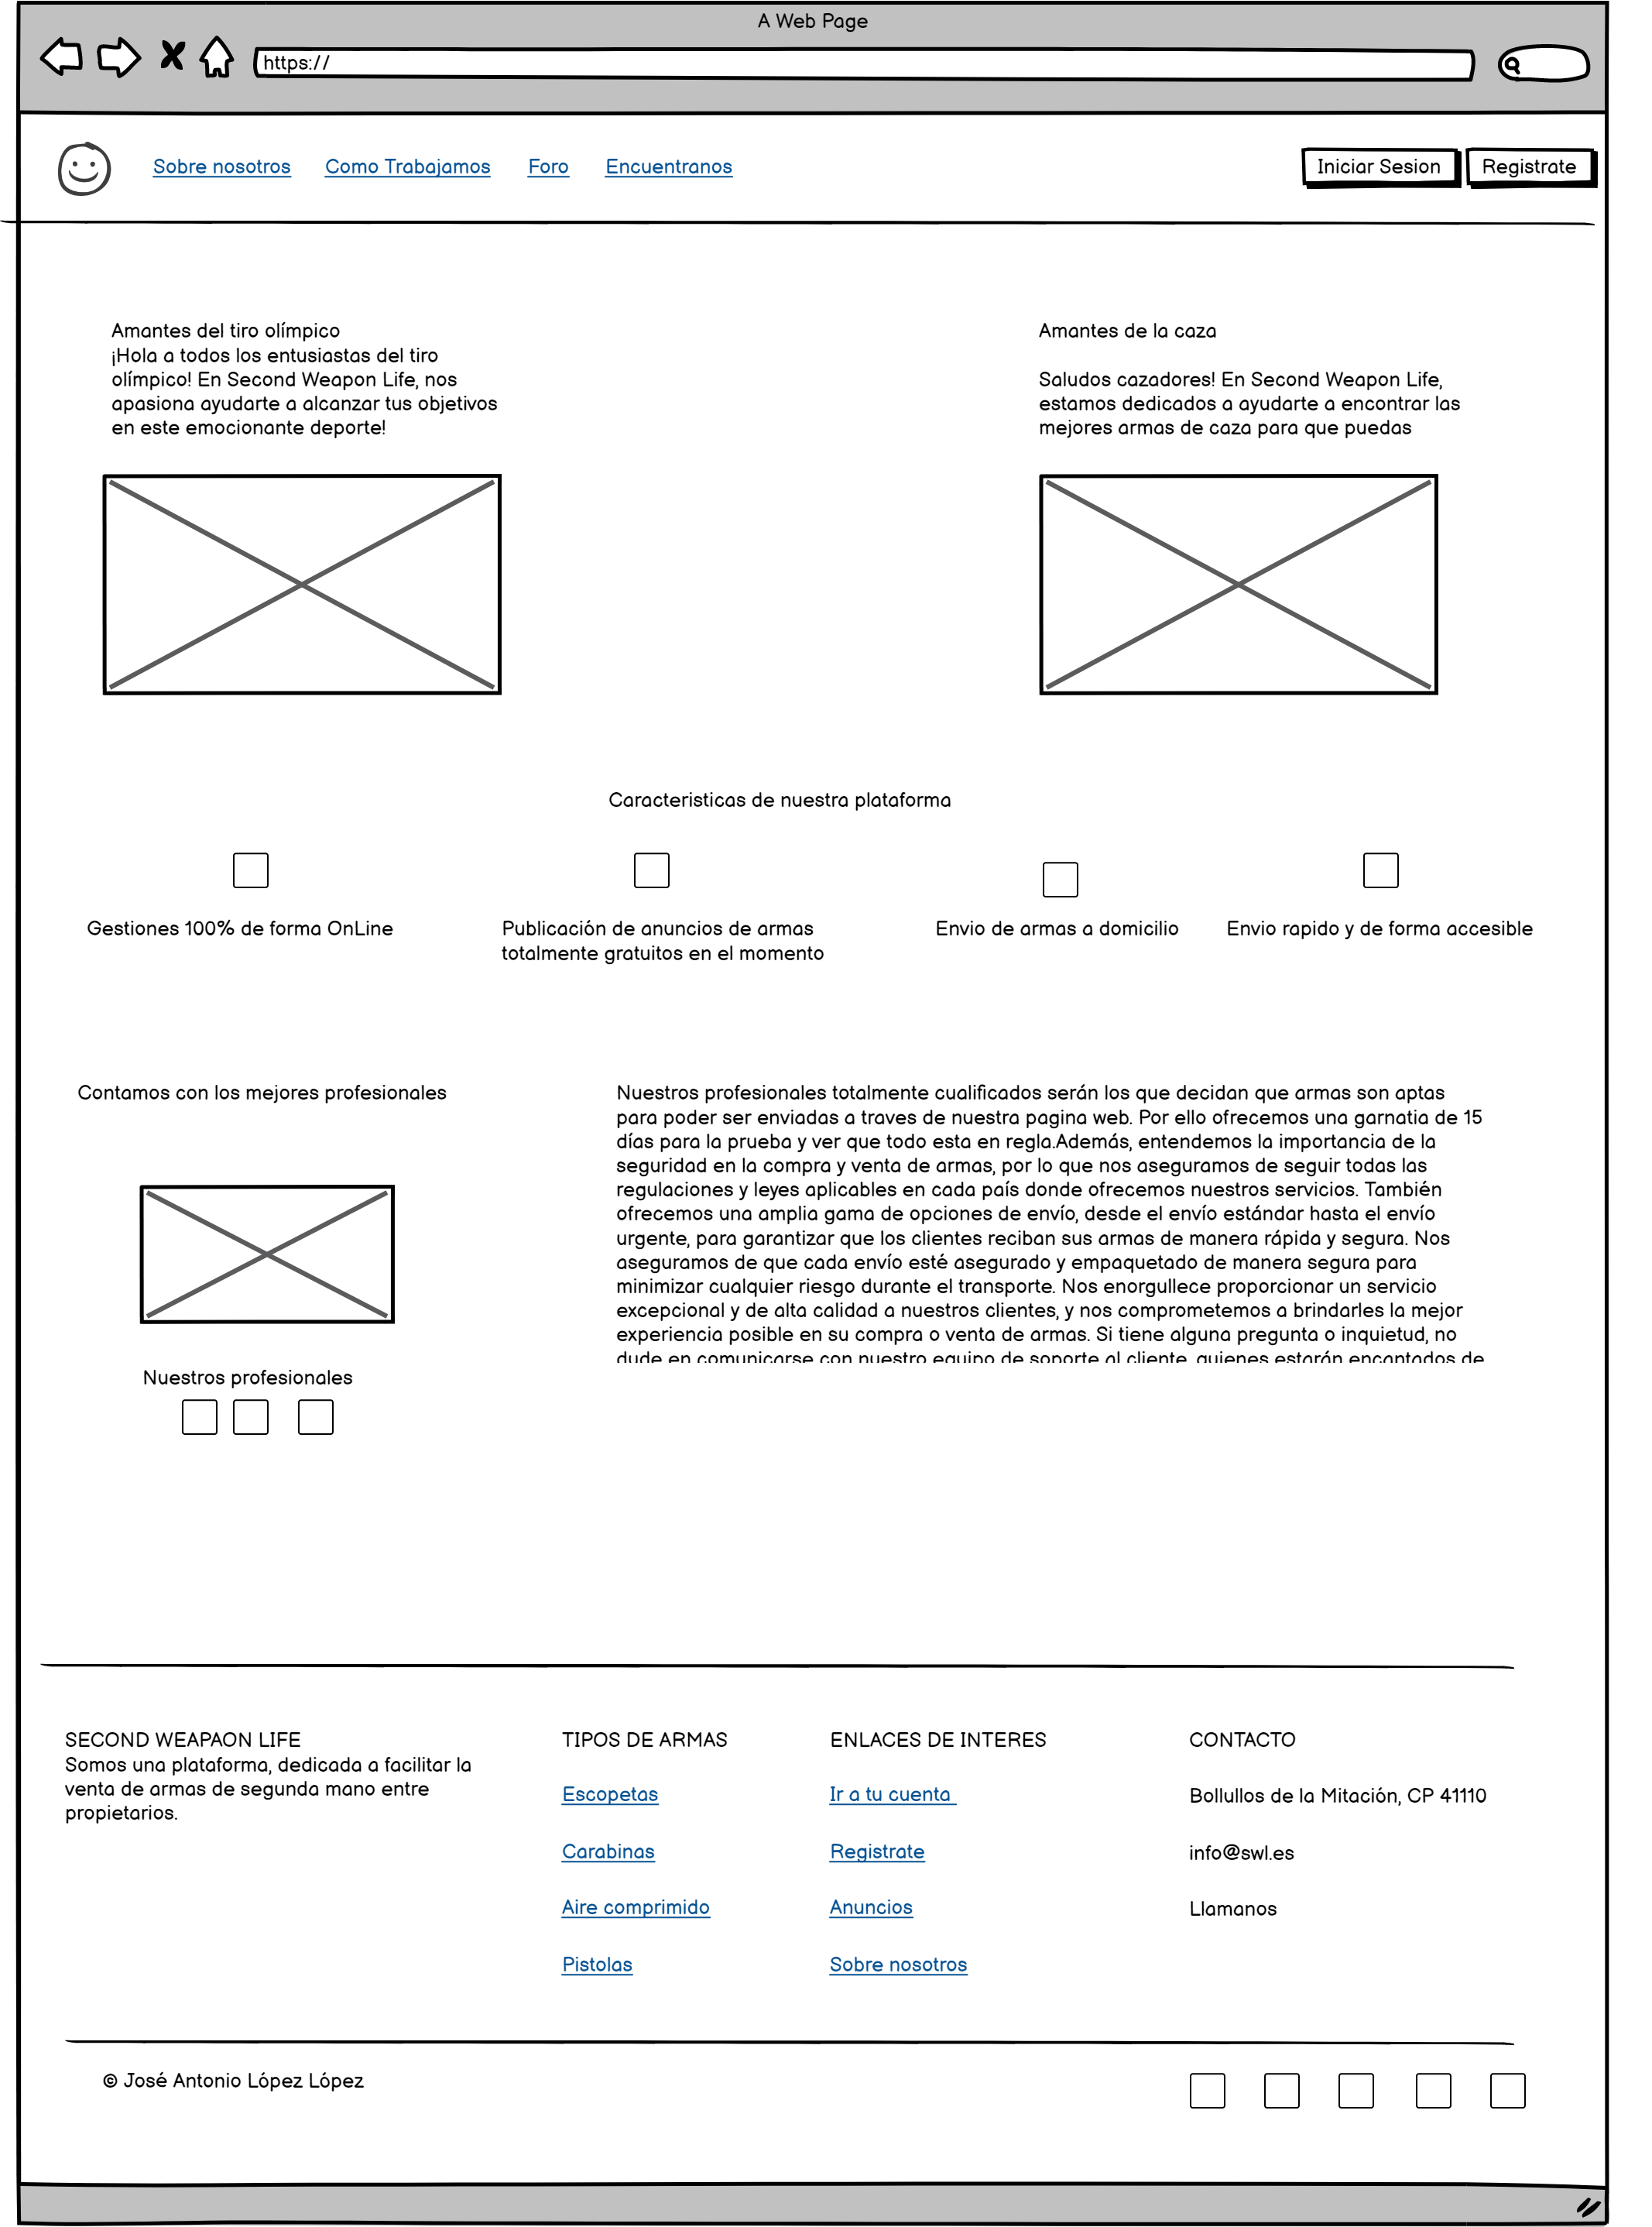 A Web Page
https://
Sobre nosotros
Como Trabajamos
Foro
Encuentranos
Iniciar Sesion
Registrate
Amantes del tiro olímpico
¡Hola a todos los entusiastas del tiro
olímpico! En Second Weapon Life, nos
apasiona ayudarte a alcanzar tus objetivos
en este emocionante deporte!
Amantes de la caza
Saludos cazadores! En Second Weapon Life,
estamos dedicados a ayudarte a encontrar las
mejores armas de caza para que puedas
Caracteristicas de nuestra plataforma
Gestiones 100% de forma OnLine
Publicación de anuncios de armas
totalmente gratuitos en el momento
Envio de armas a domicilio
Envio rapido y de forma accesible
Contamos con los mejores profesionales
Nuestros profesionales totalmente cualificados serán los que decidan que armas son aptas
para poder ser enviadas a traves de nuestra pagina web. Por ello ofrecemos una garnatia de 15
días para la prueba y ver que todo esta en regla.Además, entendemos la importancia de la
seguridad en la compra y venta de armas, por lo que nos aseguramos de seguir todas las
regulaciones y leyes aplicables en cada país donde ofrecemos nuestros servicios. También
ofrecemos una amplia gama de opciones de envío, desde el envío estándar hasta el envío
urgente, para garantizar que los clientes reciban sus armas de manera rápida y segura. Nos
aseguramos de que cada envío esté asegurado y empaquetado de manera segura para
minimizar cualquier riesgo durante el transporte. Nos enorgullece proporcionar un servicio
excepcional y de alta calidad a nuestros clientes, y nos comprometemos a brindarles la mejor
experiencia posible en su compra o venta de armas. Si tiene alguna pregunta o inquietud, no
dude en comunicarse con nuestro equipo de soporte al cliente, quienes estarán encantados de
Nuestros profesionales
SECOND WEAPAON LIFE
Somos una plataforma, dedicada a facilitar la
venta de armas de segunda mano entre
propietarios.
TIPOS DE ARMAS
Escopetas
Carabinas
Aire comprimido
Pistolas
ENLACES DE INTERES
Ir a tu cuenta
Registrate
Anuncios
Sobre nosotros
CONTACTO
Bollullos de la Mitación, CP 41110
info@swl.es
Llamanos
© José Antonio López López